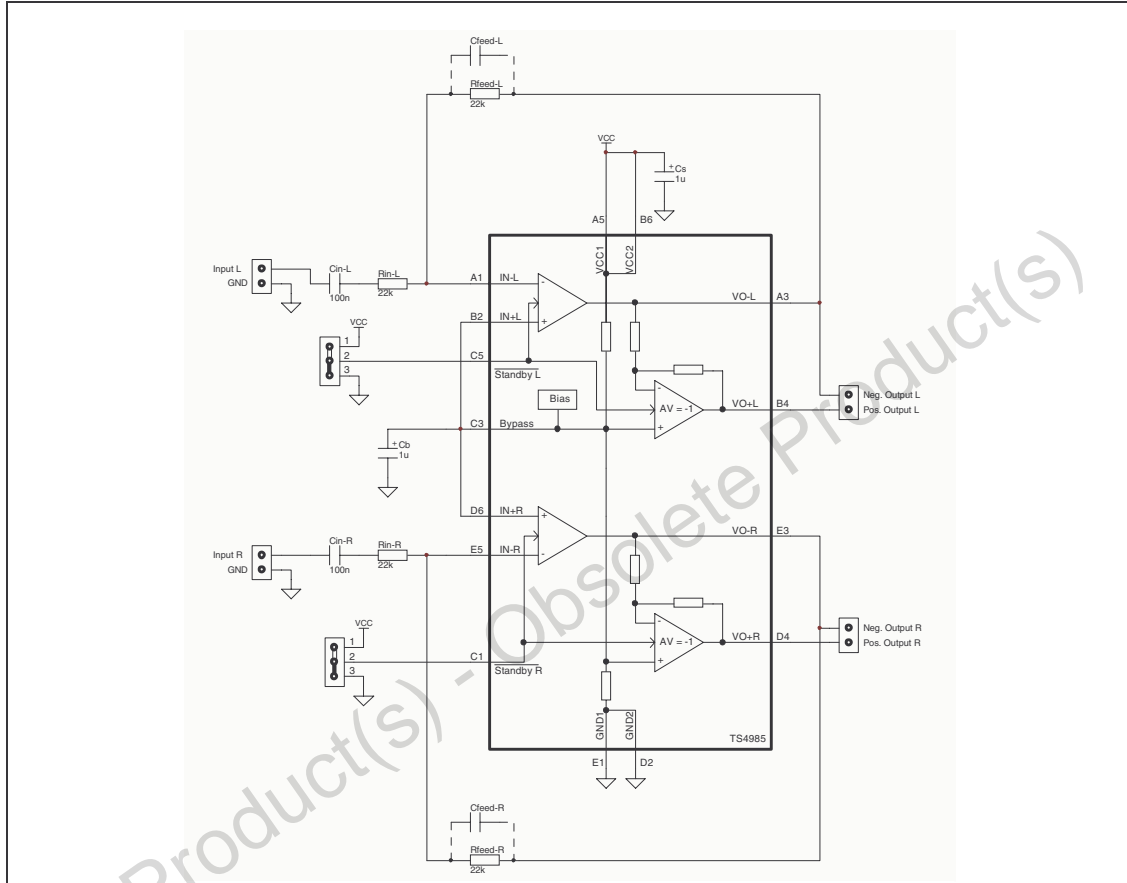 Cfeed-L
Rfeed-L
22k
VCC
+ Cs
1u
A5
B6
VCC1
VCC2
Input L
GND
Cin-L
100n
Rin-L
22k
A1
IN-L
-
VO-L
A3
B2
IN+L
+
VCC
1
2
3
C5
Standby L
Bias
-
AV = -1
+
VO+L
B4
Neg. Output L
Pos. Output L
C3
Bypass
+ Cb
1u
D6
IN+R
+
VO-R
E3
Input R
GND
Cin-R
100n
Rin-R
22k
E5
IN-R
-
VCC
1
2
3
C1
Standby R
-
AV = -1
+
VO+R
D4
Neg. Output R
Pos. Output R
GND1
GND2
TS4985
E1
D2
Cfeed-R
Rfeed-R
22k
Product(s) - Obsolete Product(s)